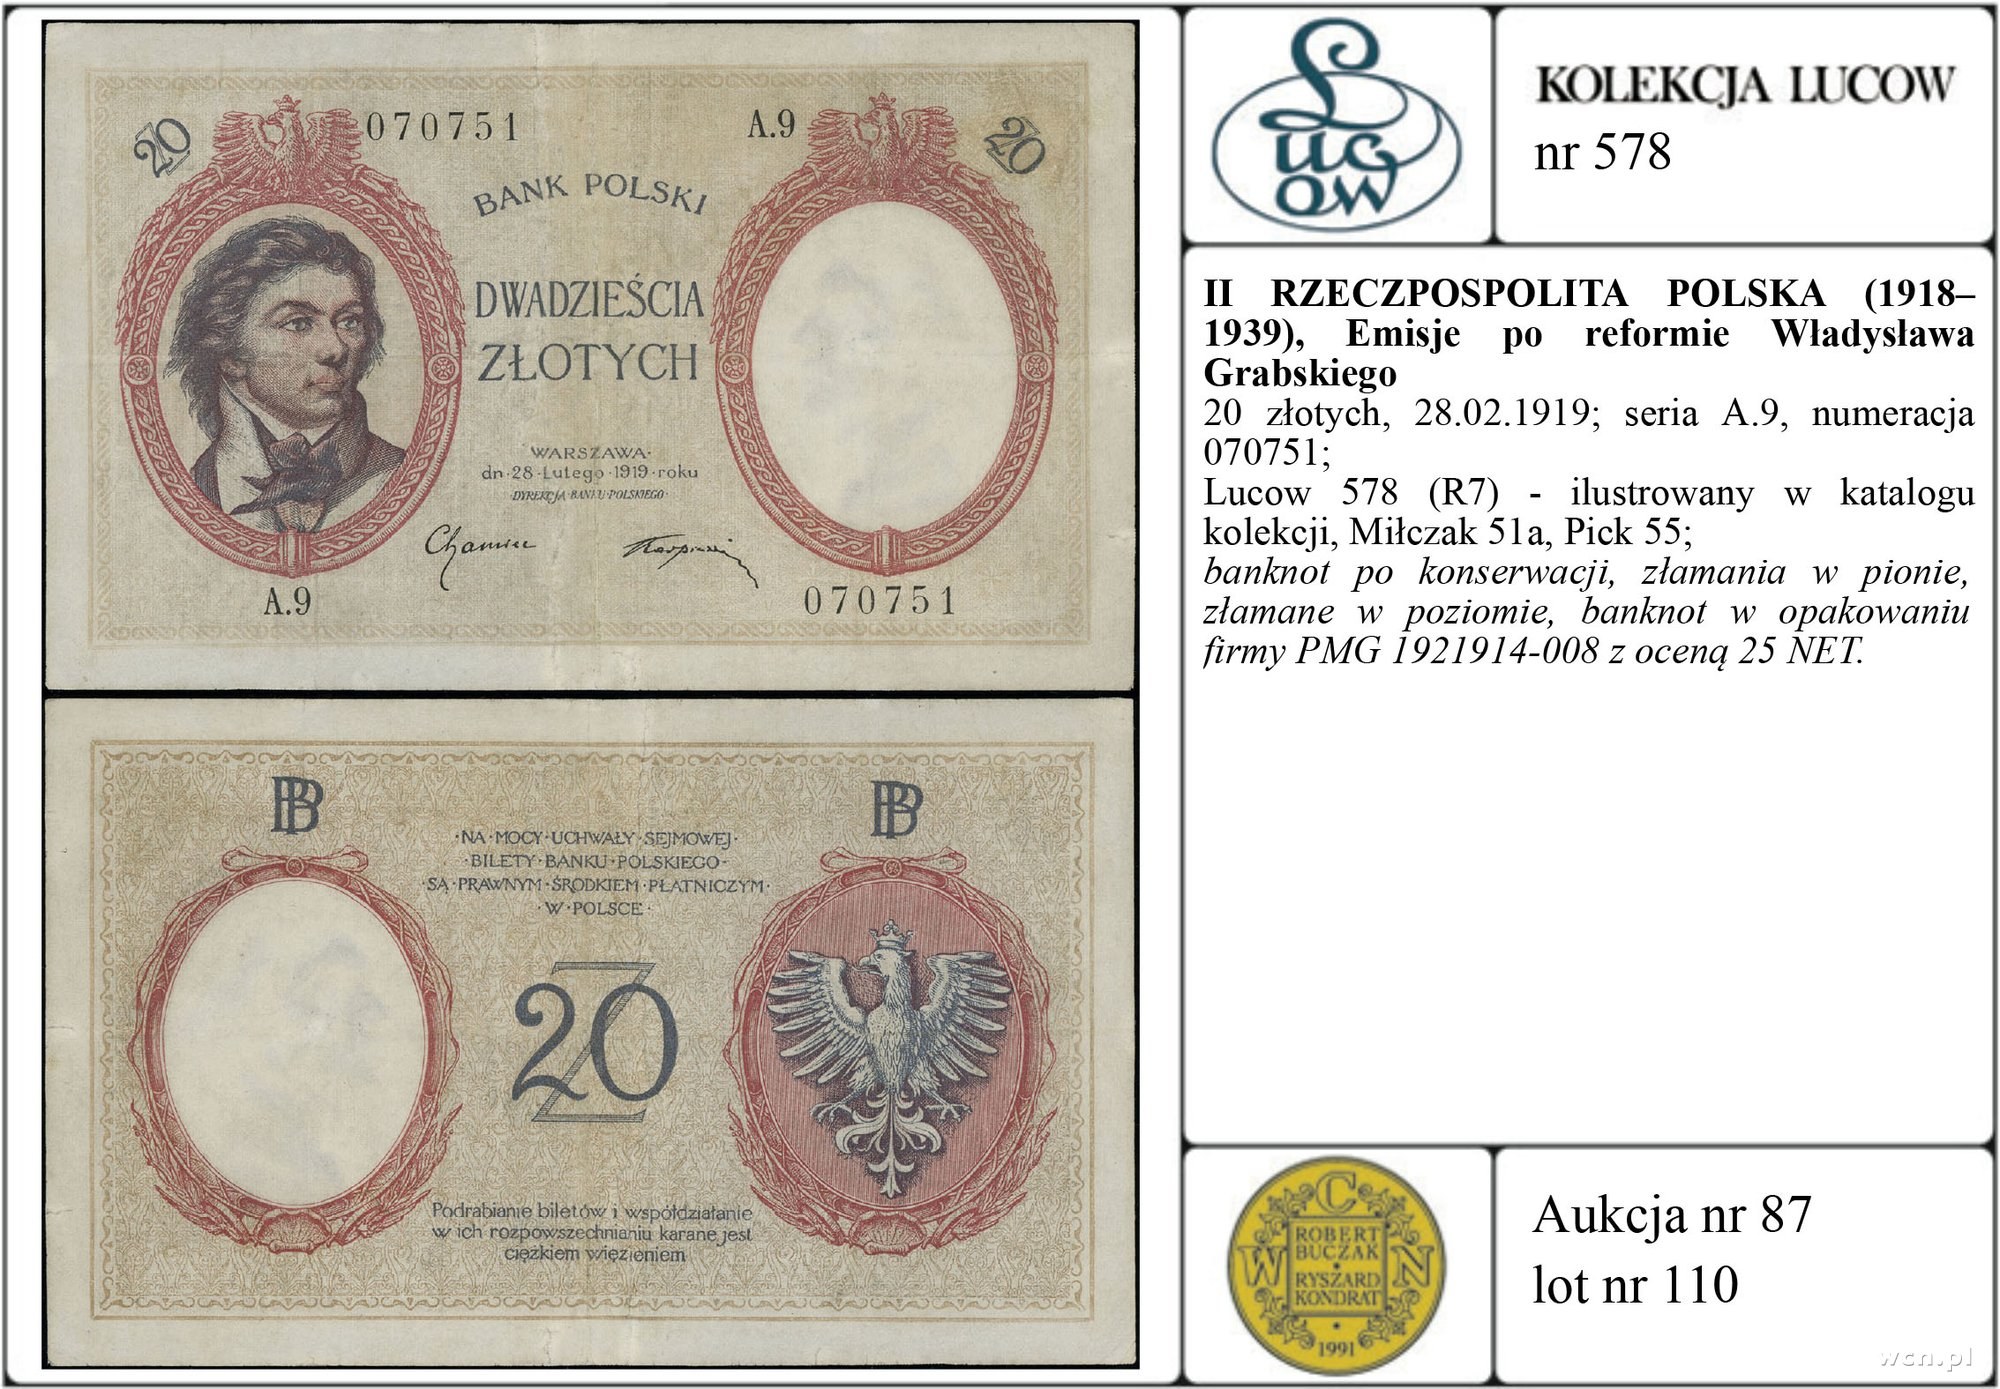 20
070751
A.9
20
BANK POLSKI
DWADZIEŚCIA
ZŁOTYCH
WARSZAWA·
dn·28·Lutego·1919·roku
·DYREKCJA·BANKU·POLSKIEGO·
A.9
070751
BP
BP
·NA·MOCY·UCHWAŁY·SEJMOWEJ·
·BILETY·BANKU·POLSKIEGO·
·SĄ·PRAWNYM·ŚRODKIEM·PŁATNICZYM·
·W·POLSCE·
20 Z
Podrabianie biletów i współdziałanie
w ich rozpowszechnianiu karane jest
ciężkiem więzieniem
Lucow
KOLEKCJA LUCOW
nr 578
II RZECZPOSPOLITA POLSKA (1918–
1939), Emisje po reformie Władysława
Grabskiego
20 złotych, 28.02.1919; seria A.9, numeracja
070751;
Lucow 578 (R7) - ilustrowany w katalogu
kolekcji, Miłczak 51a, Pick 55;
banknot po konserwacji, złamania w pionie,
złamane w poziomie, banknot w opakowaniu
firmy PMG 1921914-008 z oceną 25 NET.
W C N
ROBERT
BUCZAK
RYSZARD
KONDRAT
1991
Aukcja nr 87
lot nr 110
wcn.pl